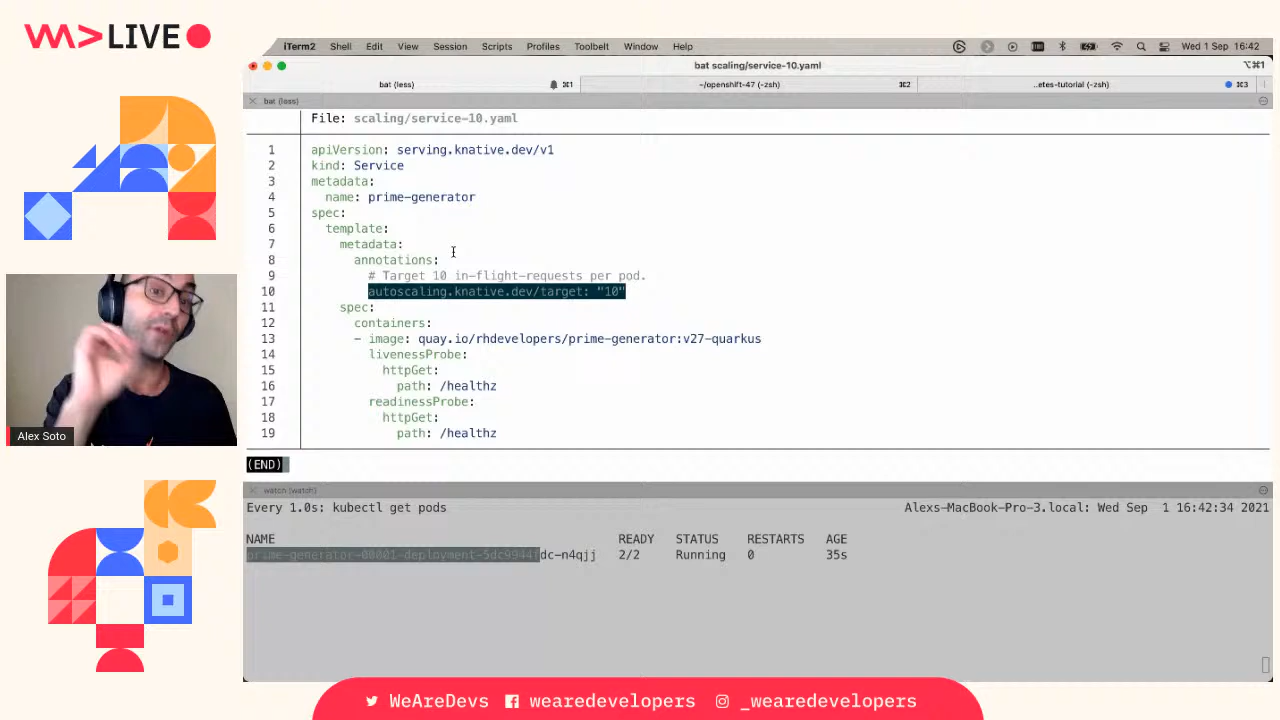 WA>LIVE
iTerm2 Shell Edit View Session Scripts Profiles Toolbelt Window Help Wed 1 Sep 16:42
bat scaling/service-10.yaml ⌥⌘1
bat (less) ⌘1 ~/openshift-47 (-zsh) ⌘2 ..etes-tutorial (-zsh) ⌘3
bat (less)
File: scaling/service-10.yaml
1 apiVersion: serving.knative.dev/v1
2 kind: Service
3 metadata:
4 name: prime-generator
5 spec:
6 template:
7 metadata:
8 annotations:
9 # Target 10 in-flight-requests per pod.
10 autoscaling.knative.dev/target: "10"
11 spec:
12 containers:
13 - image: quay.io/rhdevelopers/prime-generator:v27-quarkus
14 livenessProbe:
15 httpGet:
16 path: /healthz
17 readinessProbe:
18 httpGet:
19 path: /healthz
(END)
Alex Soto
watch (watch)
Every 1.0s: kubectl get pods Alexs-MacBook-Pro-3.local: Wed Sep 1 16:42:34 2021
NAME READY STATUS RESTARTS AGE
prime-generator-00001-deployment-5dc9944fdc-n4qjj 2/2 Running 0 35s
WeAreDevs wearedevelopers _wearedevelopers